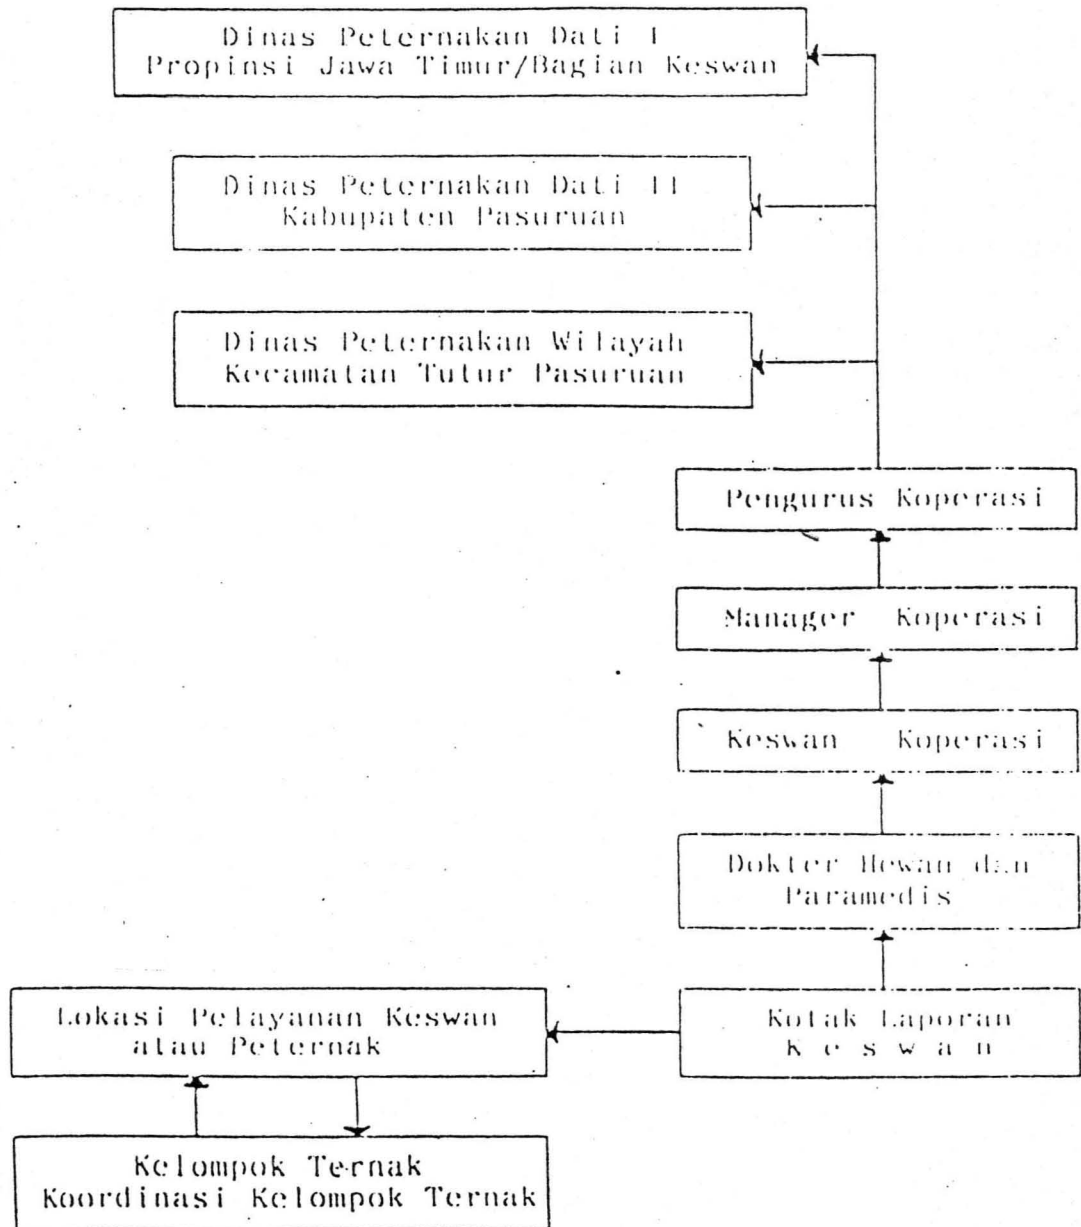 Dinas Peternakan Dati I
Propinsi Jawa Timur/Bagian Keswan
Dinas Peternakan Dati II
Kabupaten Pasuruan
Dinas Peternakan Wilayah
Kecamatan Tutur Pasuruan
Pengurus Koperasi
Manager Koperasi
Keswan Koperasi
Dokter Hewan dan
Paramedis
Lokasi Pelayanan Keswan
atau Peternak
Kotak Laporan
K e s w a n
Kelompok Ternak
Koordinasi Kelompok Ternak